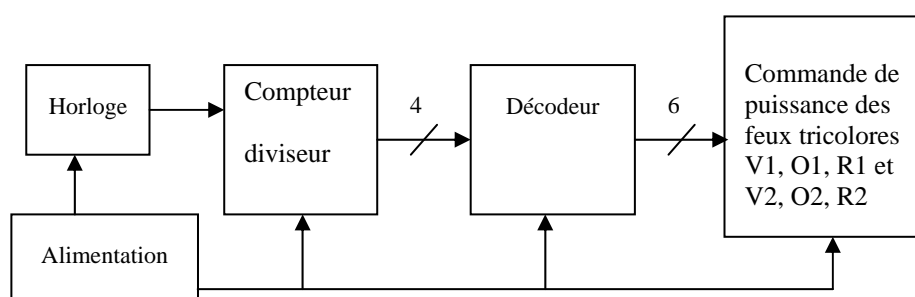 Horloge
Compteur
diviseur
4
Décodeur
6
Commande de
puissance des
feux tricolores
V1, O1, R1 et
V2, O2, R2
Alimentation